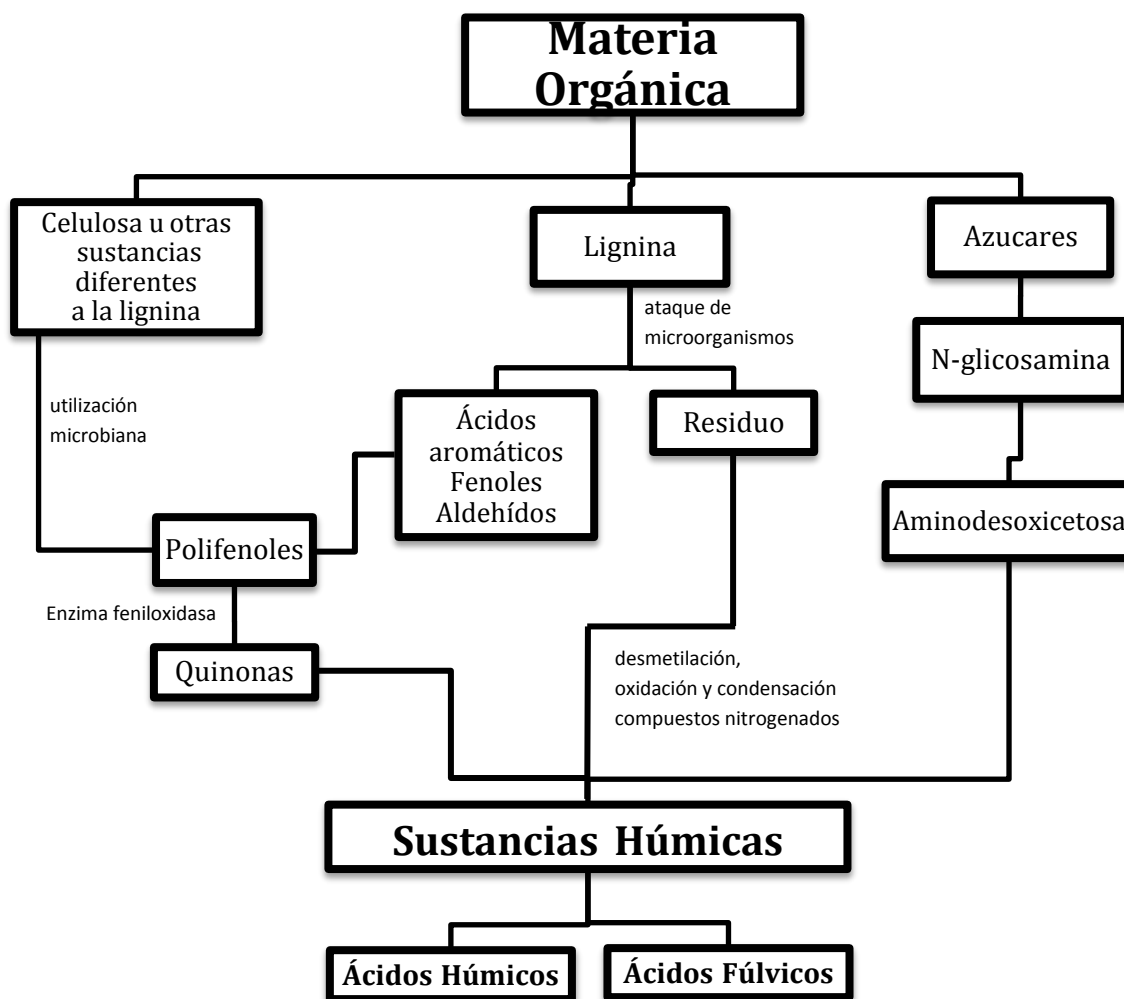 Materia
Orgánica
Celulosa u otras
sustancias
diferentes
a la lignina
Lignina
Azucares
ataque de
microorganismos
N-glicosamina
utilización
microbiana
Ácidos
aromáticos
Fenoles
Aldehídos
Residuo
Aminodesoxicetosa
Polifenoles
Enzima feniloxidasa
Quinonas
desmetilación,
oxidación y condensación
compuestos nitrogenados
Sustancias Húmicas
Ácidos Húmicos
Ácidos Fúlvicos